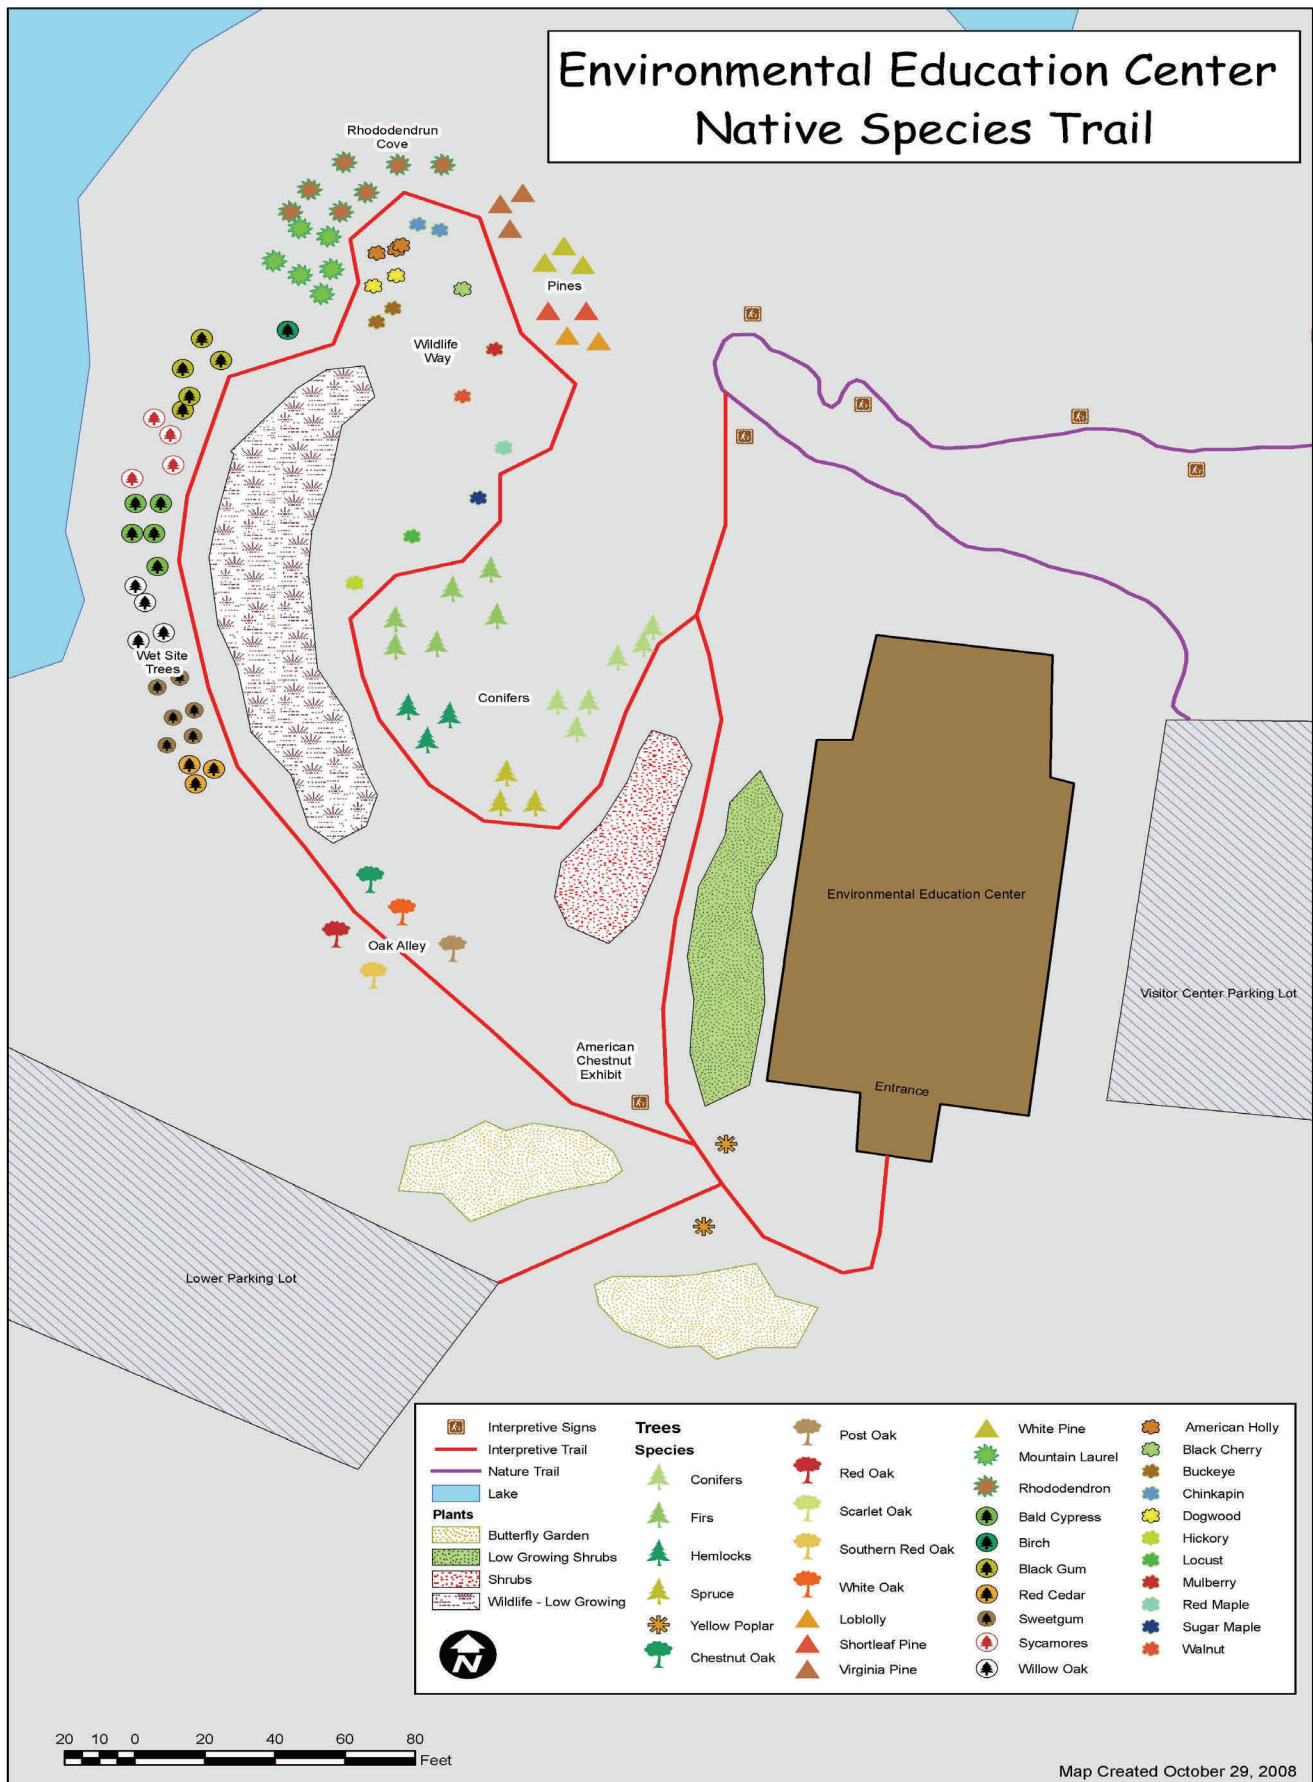 Environmental Education Center
Native Species Trail
Rhododendrun
Cove
Pines
Wildlife
Way
Wet Site
Trees
Conifers
Environmental Education Center
Oak Alley
Visitor Center Parking Lot
American
Chestnut
Exhibit
Entrance
Lower Parking Lot
Interpretive Signs
Interpretive Trail
Nature Trail
Lake
Plants
Butterfly Garden
Low Growing Shrubs
Shrubs
Wildlife - Low Growing
N
Trees
Species
Conifers
Firs
Hemlocks
Spruce
Yellow Poplar
Chestnut Oak
Post Oak
Red Oak
Scarlet Oak
Southern Red Oak
White Oak
Loblolly
Shortleaf Pine
Virginia Pine
White Pine
Mountain Laurel
Rhododendron
Bald Cypress
Birch
Black Gum
Red Cedar
Sweetgum
Sycamores
Willow Oak
American Holly
Black Cherry
Buckeye
Chinkapin
Dogwood
Hickory
Locust
Mulberry
Red Maple
Sugar Maple
Walnut
20 10 0 20 40 60 80
Feet
Map Created October 29, 2008